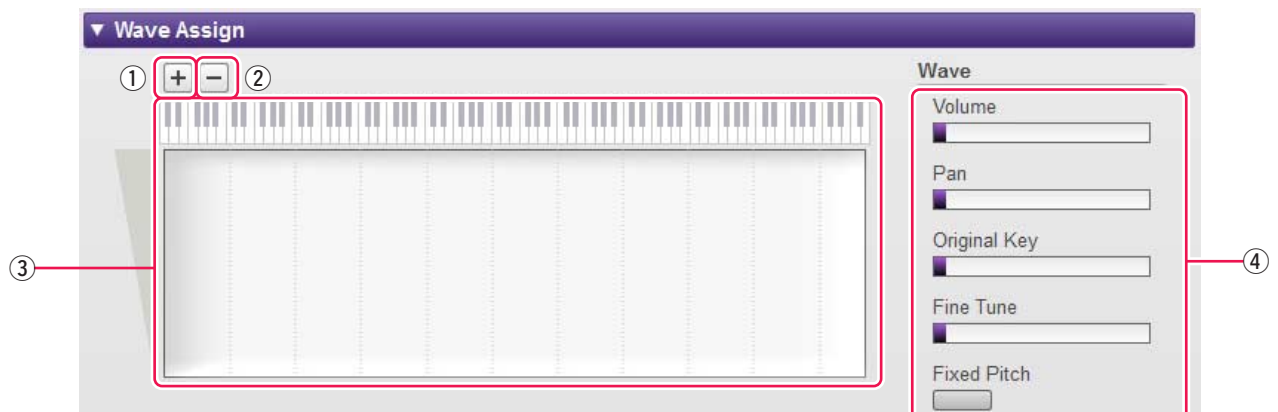 ▼ Wave Assign
① + − ②
Wave
Volume
Pan
Original Key
③
④
Fine Tune
Fixed Pitch